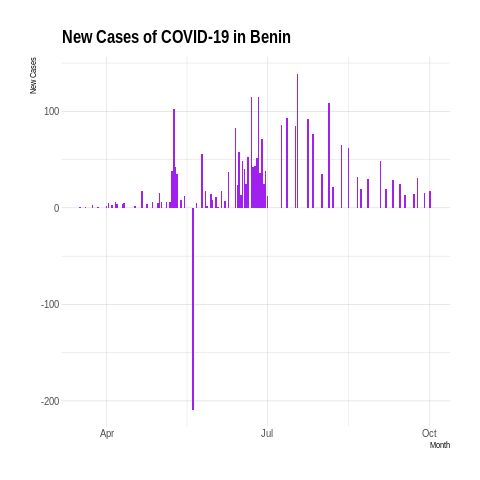 New Cases of COVID-19 in Benin
New Cases
100
0
-100
-200
Apr
Jul
Oct
Month